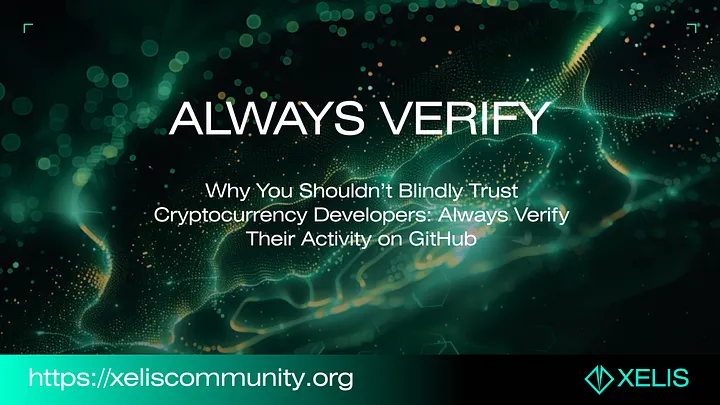 ALWAYS VERIFY
Why You Shouldn't Blindly Trust
Cryptocurrency Developers: Always Verify
Their Activity on GitHub
https://xeliscommunity.org
XELIS